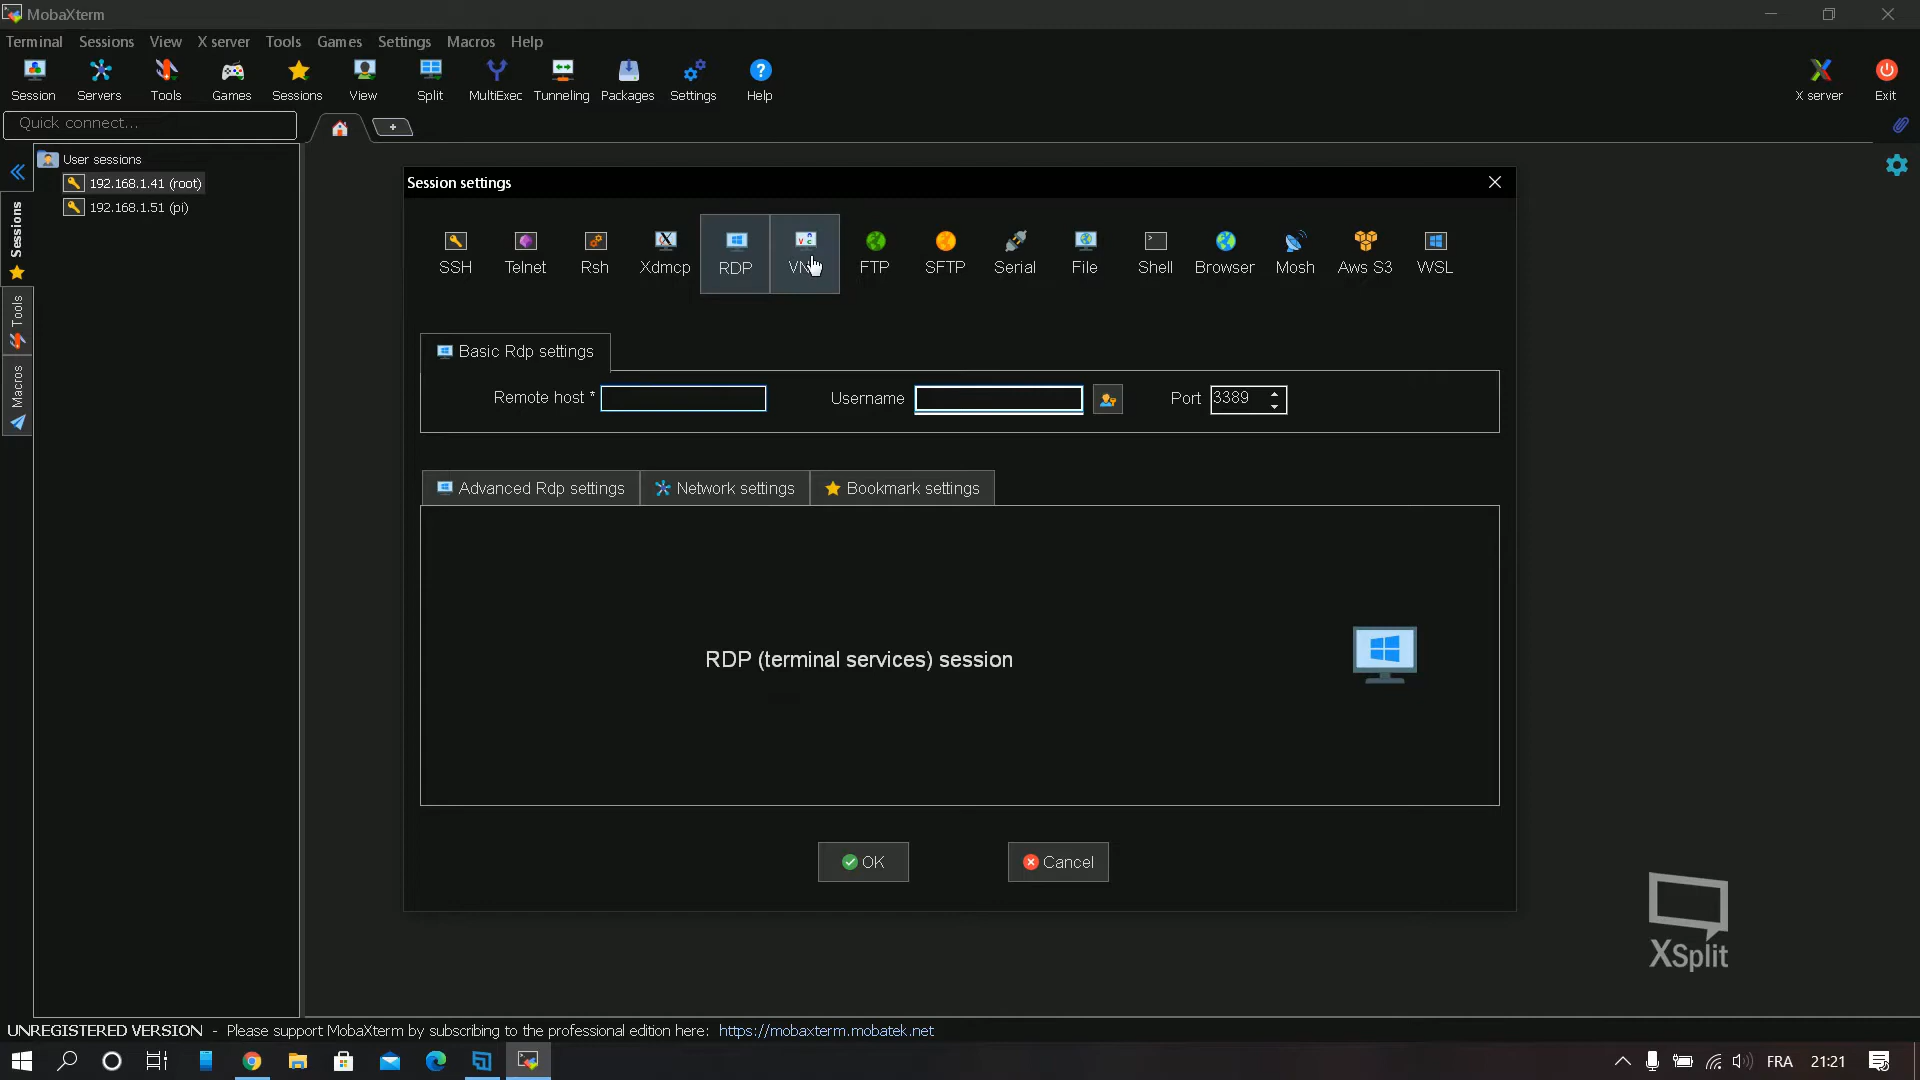 MobaXterm
Terminal Sessions View X server Tools Games Settings Macros Help
Session Servers Tools Games Sessions View Split MultiExec Tunneling Packages Settings Help X server Exit
Quick connect...
User sessions
192.168.1.41 (root)
192.168.1.51 (pi)
Sessions
Tools
Macros
Session settings
SSH Telnet Rsh Xdmcp RDP VNC FTP SFTP Serial File Shell Browser Mosh Aws S3 WSL
Basic Rdp settings
Remote host * Username Port 3389
Advanced Rdp settings Network settings Bookmark settings
RDP (terminal services) session
OK Cancel
XSplit
UNREGISTERED VERSION - Please support MobaXterm by subscribing to the professional edition here: https://mobaxterm.mobatek.net
FRA 21:21